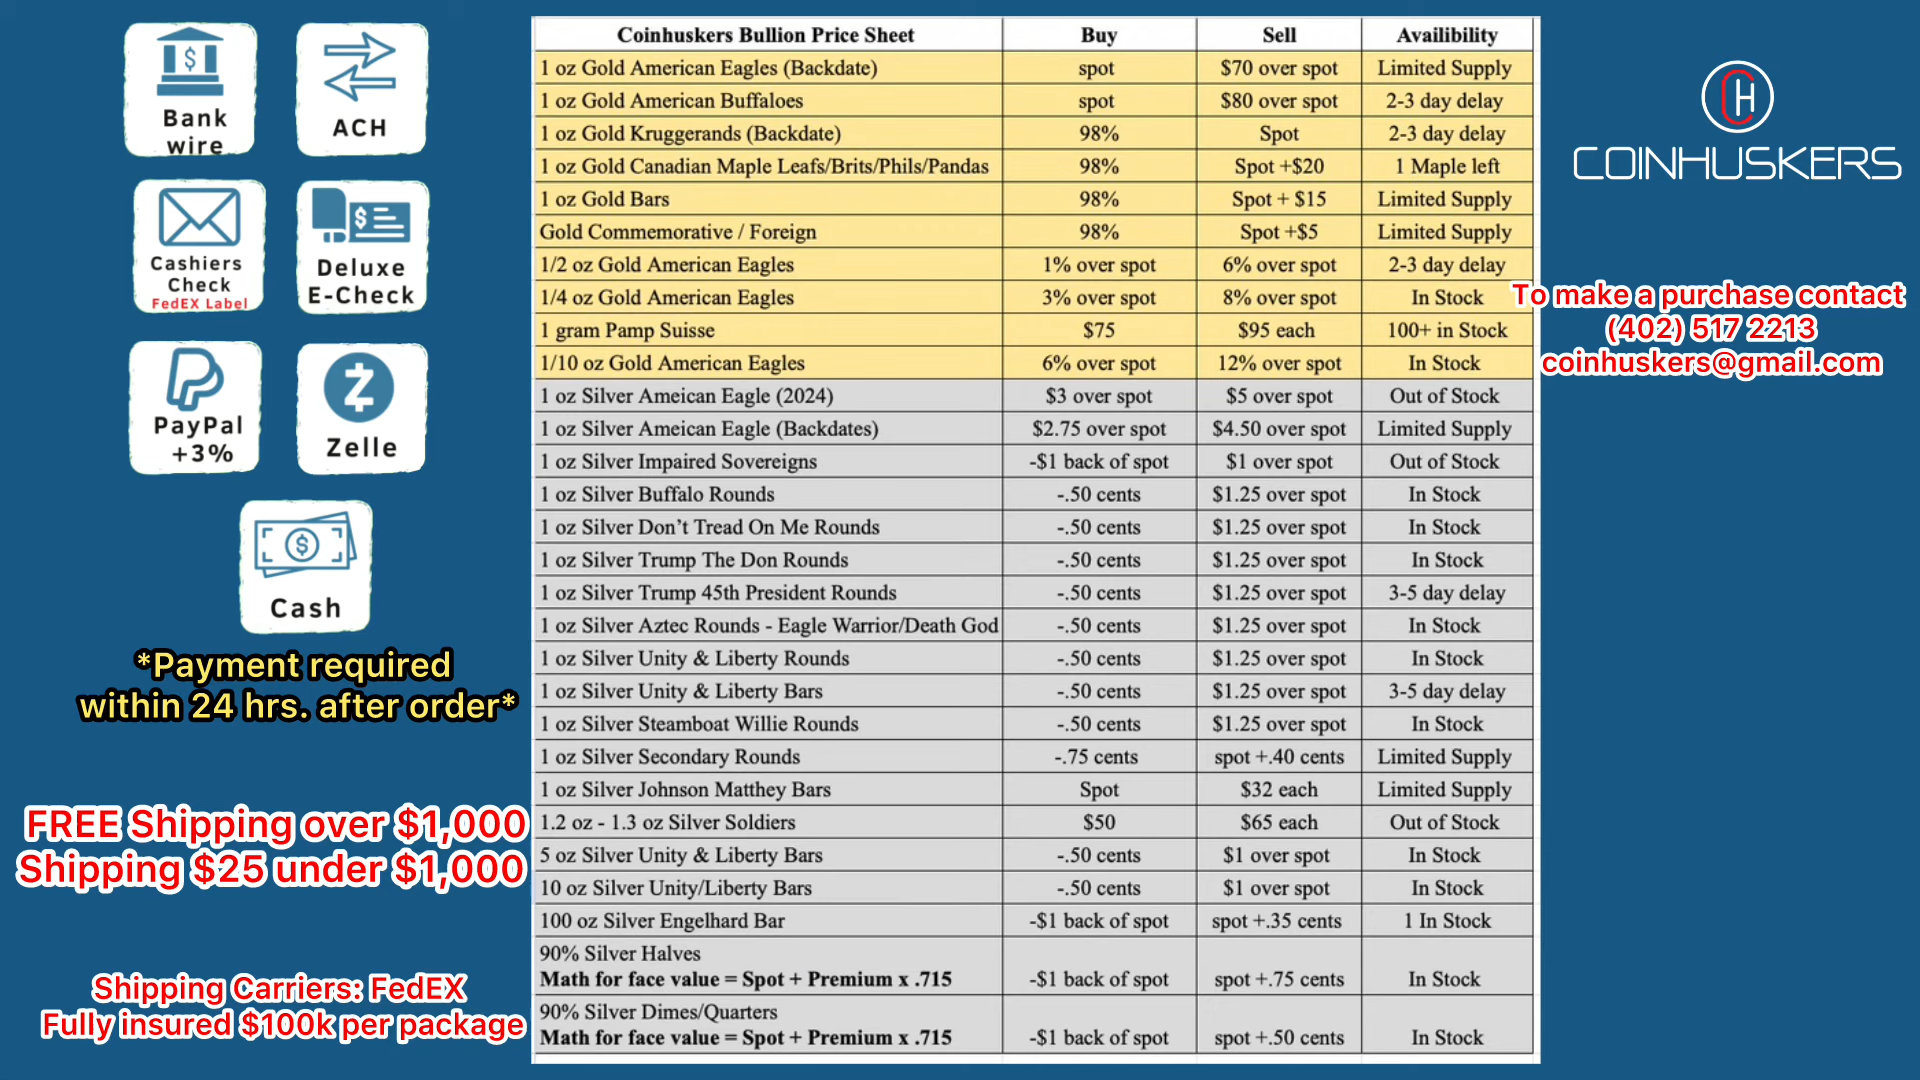 Bank
wire
ACH
Cashiers
Check
FedEX Label
Deluxe
E-Check
PayPal
+3%
Zelle
Cash
*Payment required
within 24 hrs. after order*
FREE Shipping over $1,000
Shipping $25 under $1,000
Shipping Carriers: FedEX
Fully insured $100k per package
Coinhuskers Bullion Price Sheet Buy Sell Availibility
1 oz Gold American Eagles (Backdate) spot $70 over spot Limited Supply
1 oz Gold American Buffaloes spot $80 over spot 2-3 day delay
1 oz Gold Kruggerands (Backdate) 98% Spot 2-3 day delay
1 oz Gold Canadian Maple Leafs/Brits/Phils/Pandas 98% Spot +$20 1 Maple left
1 oz Gold Bars 98% Spot + $15 Limited Supply
Gold Commemorative / Foreign 98% Spot +$5 Limited Supply
1/2 oz Gold American Eagles 1% over spot 6% over spot 2-3 day delay
1/4 oz Gold American Eagles 3% over spot 8% over spot In Stock
1 gram Pamp Suisse $75 $95 each 100+ in Stock
1/10 oz Gold American Eagles 6% over spot 12% over spot In Stock
1 oz Silver Ameican Eagle (2024) $3 over spot $5 over spot Out of Stock
1 oz Silver Ameican Eagle (Backdates) $2.75 over spot $4.50 over spot Limited Supply
1 oz Silver Impaired Sovereigns -$1 back of spot $1 over spot Out of Stock
1 oz Silver Buffalo Rounds -.50 cents $1.25 over spot In Stock
1 oz Silver Don’t Tread On Me Rounds -.50 cents $1.25 over spot In Stock
1 oz Silver Trump The Don Rounds -.50 cents $1.25 over spot In Stock
1 oz Silver Trump 45th President Rounds -.50 cents $1.25 over spot 3-5 day delay
1 oz Silver Aztec Rounds - Eagle Warrior/Death God -.50 cents $1.25 over spot In Stock
1 oz Silver Unity & Liberty Rounds -.50 cents $1.25 over spot In Stock
1 oz Silver Unity & Liberty Bars -.50 cents $1.25 over spot 3-5 day delay
1 oz Silver Steamboat Willie Rounds -.50 cents $1.25 over spot In Stock
1 oz Silver Secondary Rounds -.75 cents spot +.40 cents Limited Supply
1 oz Silver Johnson Matthey Bars Spot $32 each Limited Supply
1.2 oz - 1.3 oz Silver Soldiers $50 $65 each Out of Stock
5 oz Silver Unity & Liberty Bars -.50 cents $1 over spot In Stock
10 oz Silver Unity/Liberty Bars -.50 cents $1 over spot In Stock
100 oz Silver Engelhard Bar -$1 back of spot spot +.35 cents 1 In Stock
90% Silver Halves
Math for face value = Spot + Premium x .715 -$1 back of spot spot +.75 cents In Stock
90% Silver Dimes/Quarters
Math for face value = Spot + Premium x .715 -$1 back of spot spot +.50 cents In Stock
CH
COINHUSKERS
To make a purchase contact
(402) 517 2213
coinhuskers@gmail.com